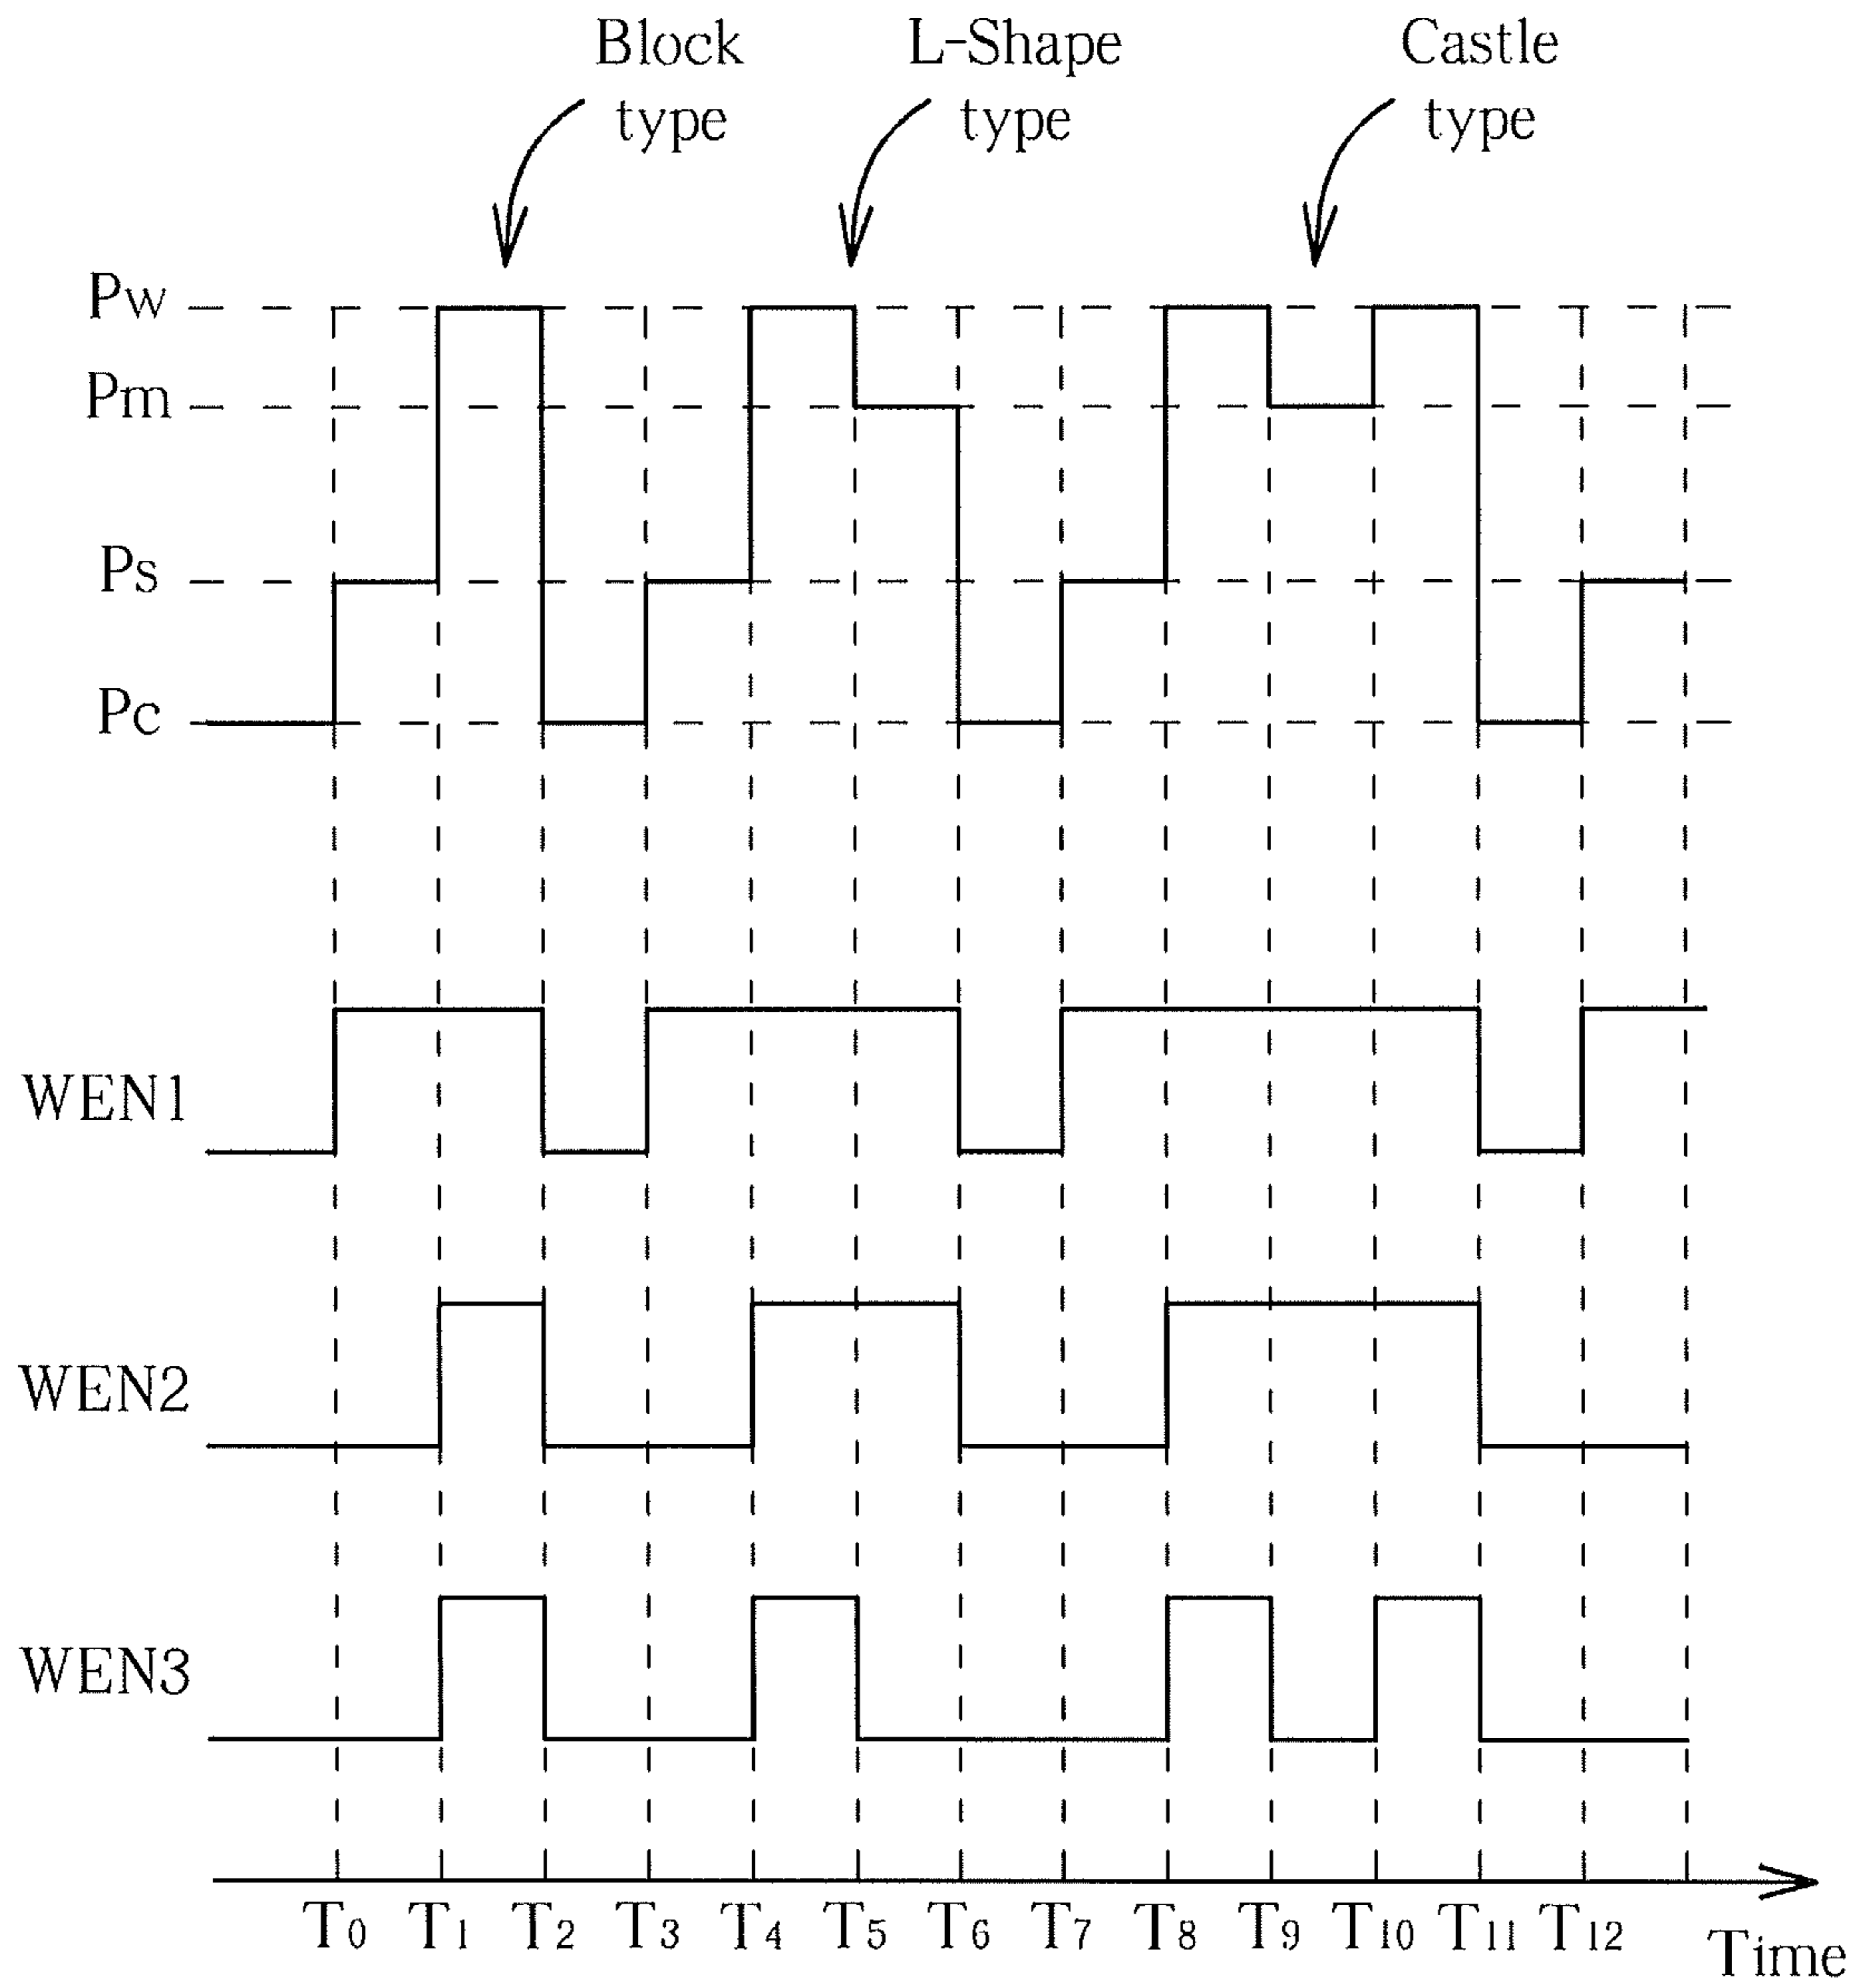 Block
type
L-Shape
type
Castle
type
Pw
Pm
Ps
Pc
WEN1
WEN2
WEN3
T0 T1 T2 T3 T4 T5 T6 T7 T8 T9 T10 T11 T12
Time